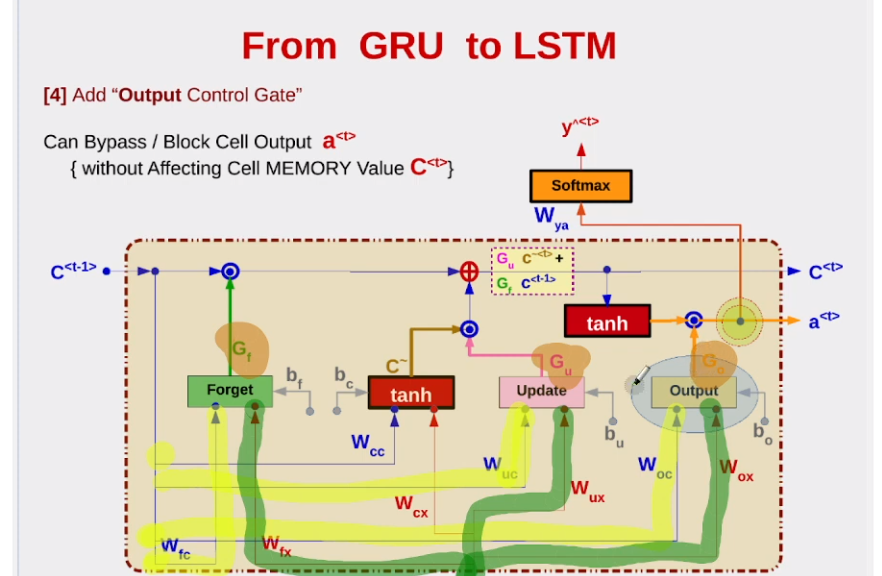 From GRU to LSTM
[4] Add “Output Control Gate”
Can Bypass / Block Cell Output a<t>
{ without Affecting Cell MEMORY Value C<t>}
y^<t>
Softmax
Wya
C<t-1>
Gu c~<t> +
Gf c<t-1>
C<t>
tanh
a<t>
Gf
C~
Gu
Go
Forget
bf
bc
tanh
Update
bu
Output
bo
Wcc
Wuc
Woc
Wox
Wcx
Wux
Wfc
Wfx